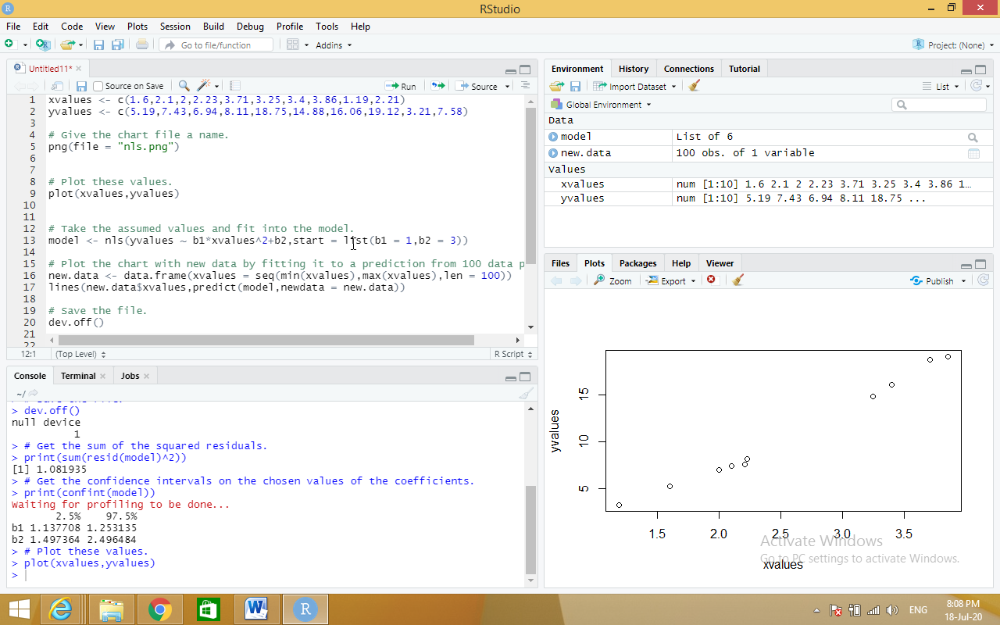 RStudio
File Edit Code View Plots Session Build Debug Profile Tools Help
Go to file/function Addins Project: (None)
Untitled11*
Source on Save Run Source
1 xvalues <- c(1.6,2.1,2,2.23,3.71,3.25,3.4,3.86,1.19,2.21)
2 yvalues <- c(5.19,7.43,6.94,8.11,18.75,14.88,16.06,19.12,3.21,7.58)
3
4 # Give the chart file a name.
5 png(file = "nls.png")
6
7
8 # Plot these values.
9 plot(xvalues,yvalues)
10
11
12 # Take the assumed values and fit into the model.
13 model <- nls(yvalues ~ b1*xvalues^2+b2,start = list(b1 = 1,b2 = 3))
14
15 # Plot the chart with new data by fitting it to a prediction from 100 data p
16 new.data <- data.frame(xvalues = seq(min(xvalues),max(xvalues),len = 100))
17 lines(new.data$xvalues,predict(model,newdata = new.data))
18
19 # Save the file.
20 dev.off()
21
22
12:1 (Top Level) R Script
Console Terminal Jobs
~/
> # Save the file.
> dev.off()
null device
1
> # Get the sum of the squared residuals.
> print(sum(resid(model)^2))
[1] 1.081935
> # Get the confidence intervals on the chosen values of the coefficients.
> print(confint(model))
Waiting for profiling to be done...
2.5% 97.5%
b1 1.137708 1.253135
b2 1.497364 2.496484
> # Plot these values.
> plot(xvalues,yvalues)
>
Environment History Connections Tutorial
Import Dataset List
Global Environment
Data
model List of 6
new.data 100 obs. of 1 variable
Values
xvalues num [1:10] 1.6 2.1 2 2.23 3.71 3.25 3.4 3.86 1…
yvalues num [1:10] 5.19 7.43 6.94 8.11 18.75 ...
Files Plots Packages Help Viewer
Zoom Export Publish
15
10
5
yvalues
1.5 2.0 2.5 3.0 3.5
xvalues
Activate Windows
Go to PC settings to activate Windows.
ENG
8:08 PM
18-Jul-20